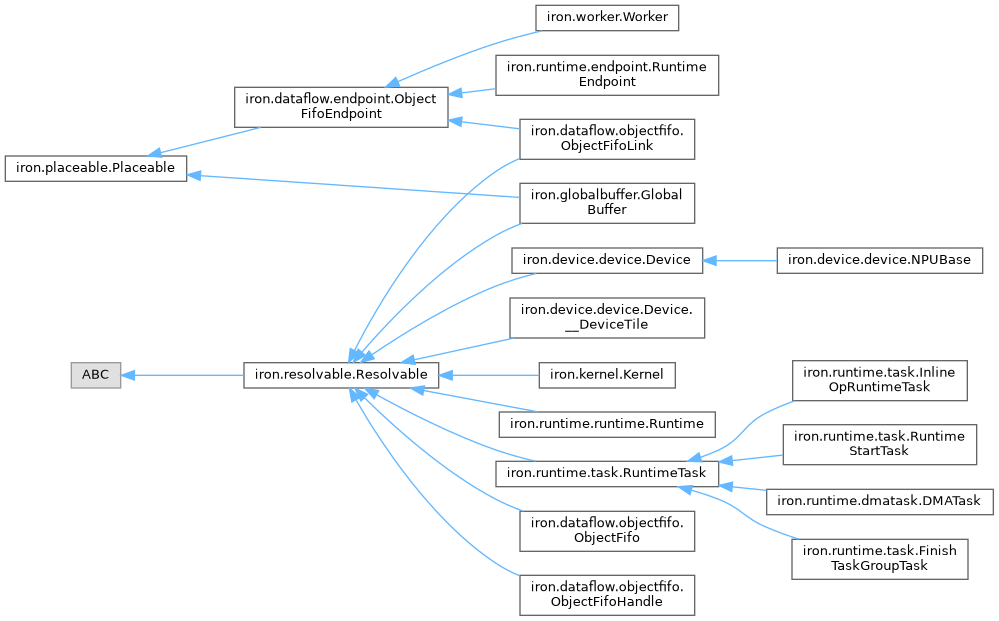 iron.worker.Worker
iron.runtime.endpoint.Runtime
Endpoint
iron.dataflow.endpoint.Object
FifoEndpoint
iron.dataflow.objectfifo.
ObjectFifoLink
iron.placeable.Placeable
iron.globalbuffer.Global
Buffer
iron.device.device.Device
iron.device.device.NPUBase
iron.device.device.Device.
__DeviceTile
ABC
iron.resolvable.Resolvable
iron.kernel.Kernel
iron.runtime.task.Inline
OpRuntimeTask
iron.runtime.runtime.Runtime
iron.runtime.task.Runtime
StartTask
iron.runtime.task.RuntimeTask
iron.runtime.dmatask.DMATask
iron.dataflow.objectfifo.
ObjectFifo
iron.runtime.task.Finish
TaskGroupTask
iron.dataflow.objectfifo.
ObjectFifoHandle